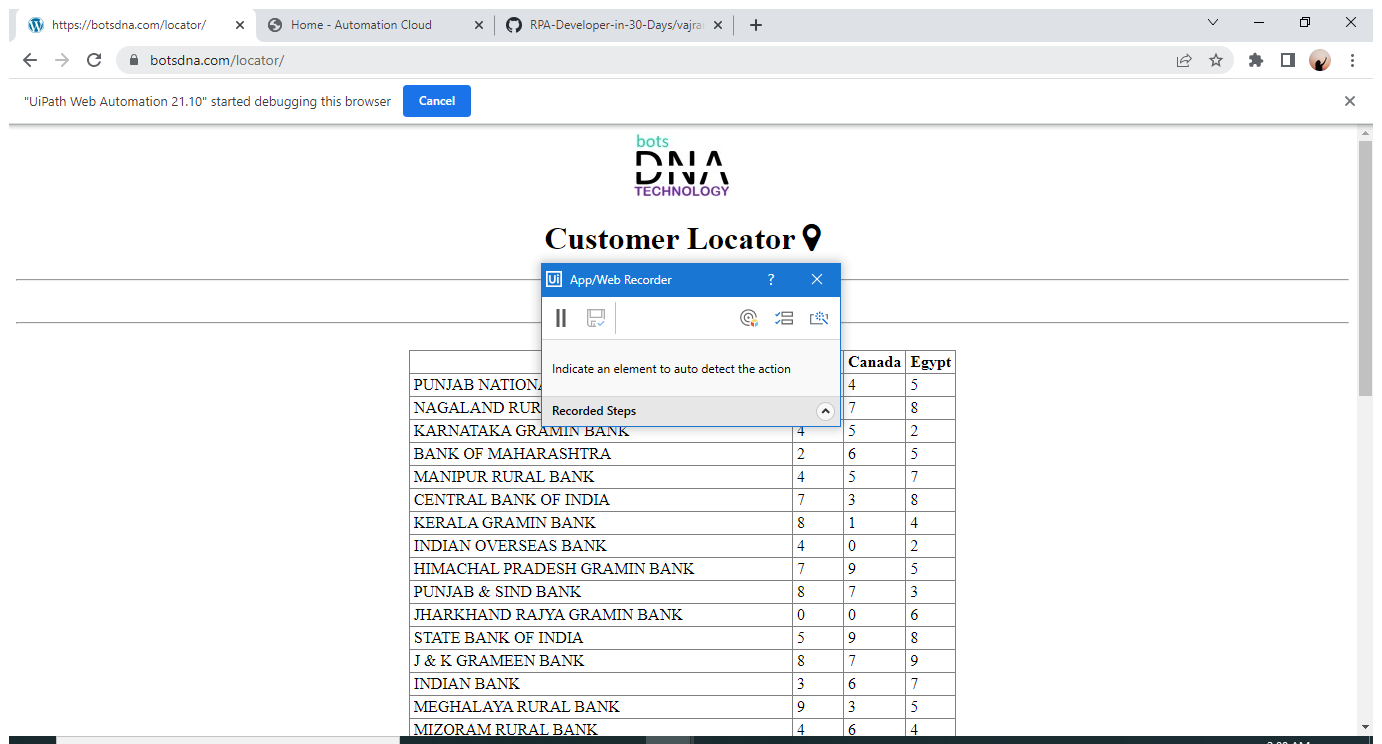 https://botsdna.com/locator/ Home - Automation Cloud RPA-Developer-in-30-Days/vajra
botsdna.com/locator/
"UiPath Web Automation 21.10" started debugging this browser Cancel
bots
DNA
TECHNOLOGY
Customer Locator
Ui App/Web Recorder ?
Indicate an element to auto detect the action
Recorded Steps
Canada Egypt
PUNJAB NATIONA 4 5
NAGALAND RUR 7 8
KARNATAKA GRAMIN BANK 4 5 2
BANK OF MAHARASHTRA 2 6 5
MANIPUR RURAL BANK 4 5 7
CENTRAL BANK OF INDIA 7 3 8
KERALA GRAMIN BANK 8 1 4
INDIAN OVERSEAS BANK 4 0 2
HIMACHAL PRADESH GRAMIN BANK 7 9 5
PUNJAB & SIND BANK 8 7 3
JHARKHAND RAJYA GRAMIN BANK 0 0 6
STATE BANK OF INDIA 5 9 8
J & K GRAMEEN BANK 8 7 9
INDIAN BANK 3 6 7
MEGHALAYA RURAL BANK 9 3 5
MIZORAM RURAL BANK 4 6 4